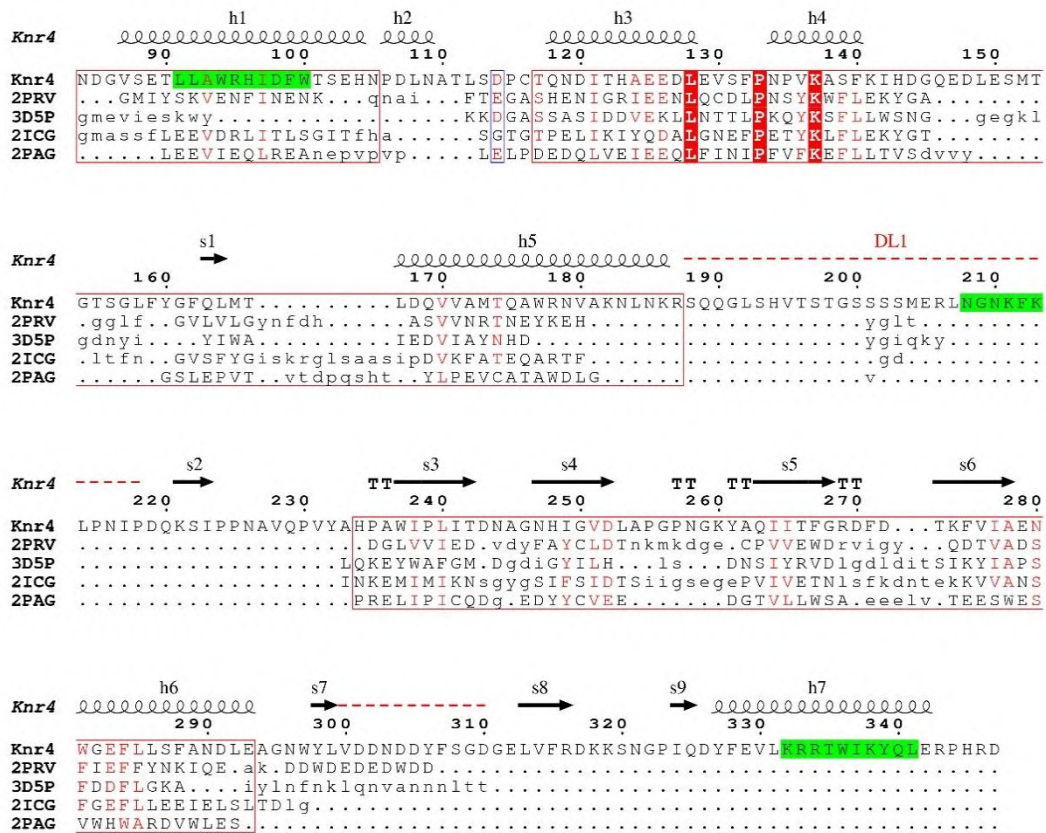 h1 h2 h3 h4
Knr4
90 100 110 120 130 140 150
Knr4 NDGVSETLLAWRHIDFWTSEHNPDLNATLSDPCTQNDITHAEEDLEVSFPNPVKASFKIHDGQEDLESMT
2PRV ...GMIYSKVENFINENK...qnai..FTEGASHENIGRIEENLQCDLPNSYKWFLEKYGA........
3D5P gmevieskwy..................KKDGASSASIDDVEKLLNTTLPKQYKSFLLWSNG...gegkl
2ICG gmassfLEEVDRLITLSGITfha.....SGTGTPELIKIYQDALGNEFPETYKLFLEKYGT.........
2PAG ......LEEVIEQLREAnepvpvp....LELPDEDQLVEIEEQLFINIPFVFKEFLLTVSdvvy......
s1 h5 DL1
Knr4
160 170 180 190 200 210
Knr4 GTSGLFYGFQLMT..........LDQVVAMTQAWRNVAKNLNKRSQQGLSHVTSTGSSSSMERLNGNKFK
2PRV .gglf..GVLVLGynfdh.....ASVVNRTNEYKEH.....................yglt.........
3D5P gdnyi....YIWA..........IEDVIAYNHD........................ygiqky.......
2ICG .ltfn..GVSFYGiskrglsaasipDVKFATEQARTF.....................gd..........
2PAG .......GSLEPVT..vtdpqsht..YLPEVCATAWDLG..................v............
s2 s3 s4 s5 s6
Knr4 TT TT TT TT
220 230 240 250 260 270 280
Knr4 LPNIPDQKSIPPNAVQPVYAHPAWIPLITDNAGNHIGVDLAPGPNGKYAQIITFGRDFD...TKFVIAEN
2PRV .....................DGLVVIED.vdyFAYCLDTnkmkdge.CPVVEWDrvigy...QDTVADS
3D5P ....................LQKEYWAFGM.DgdiGYILH...ls..DNSIYRVDlgdlditSIKYIAPS
2ICG ....................INKEMIMIKNsgygSIFSIDTSiigsegePVIVETNlsfkdnteKKVVANS
2PAG .....................PRELIPICQDg.EDYYCVEE.......DGTVLLWSA.eeelv.TEESWES
h6 s7 s8 s9 h7
Knr4
290 300 310 320 330 340
Knr4 WGEFLLSFANDLEAGNWYLVDDNDDYFSGDGELVFRDKKSNGPIQDYFEVLKRRTWIKYQLERPHRD
2PRV FIEFFYNKIQE.ak.DDWDEDEDWDD.........................................
3D5P FDDFLGKA...iylnfnklqnvannnltt......................................
2ICG FGEFLLEEIELSLTDlg..................................................
2PAG VWHWARDVWLES.......................................................